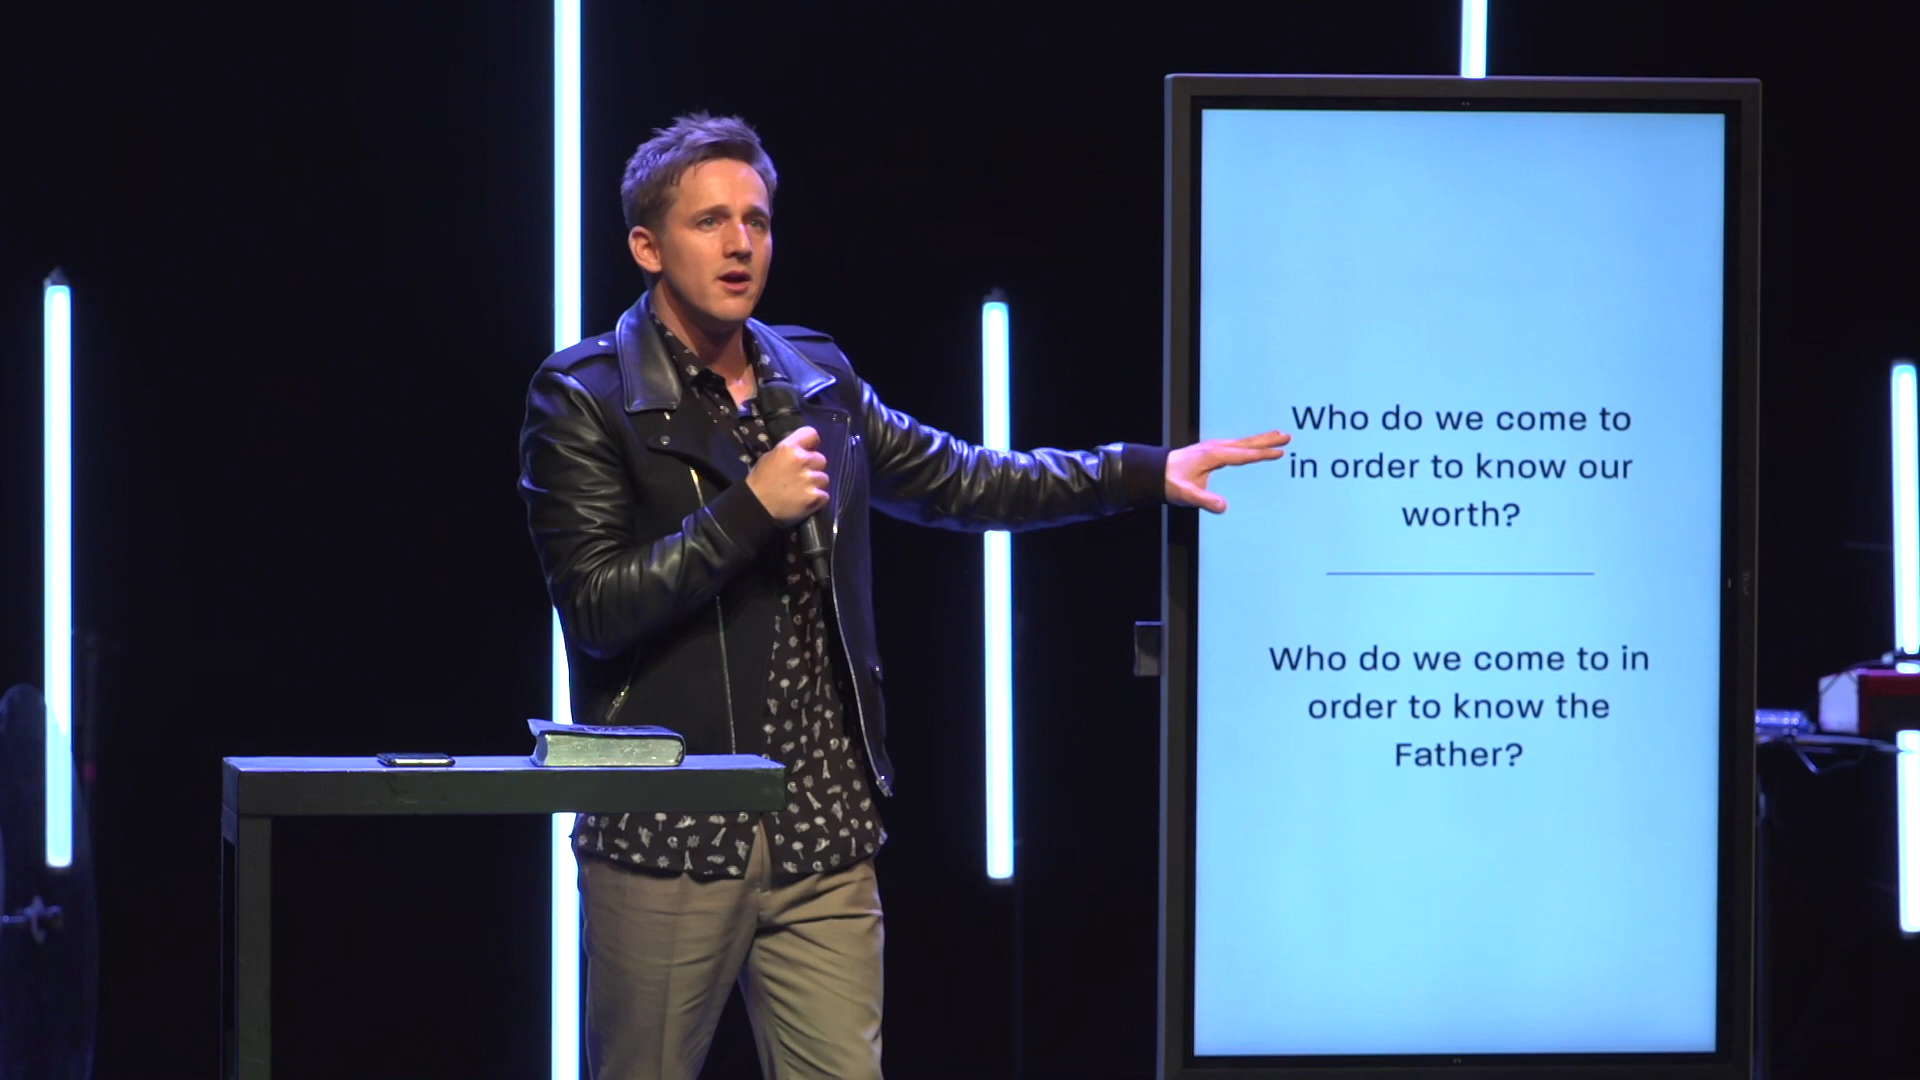 Who do we come to
in order to know our
worth?
Who do we come to in
order to know the
Father?